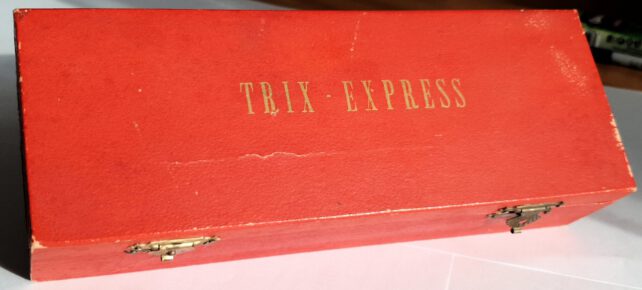 TRIX - EXPRESS